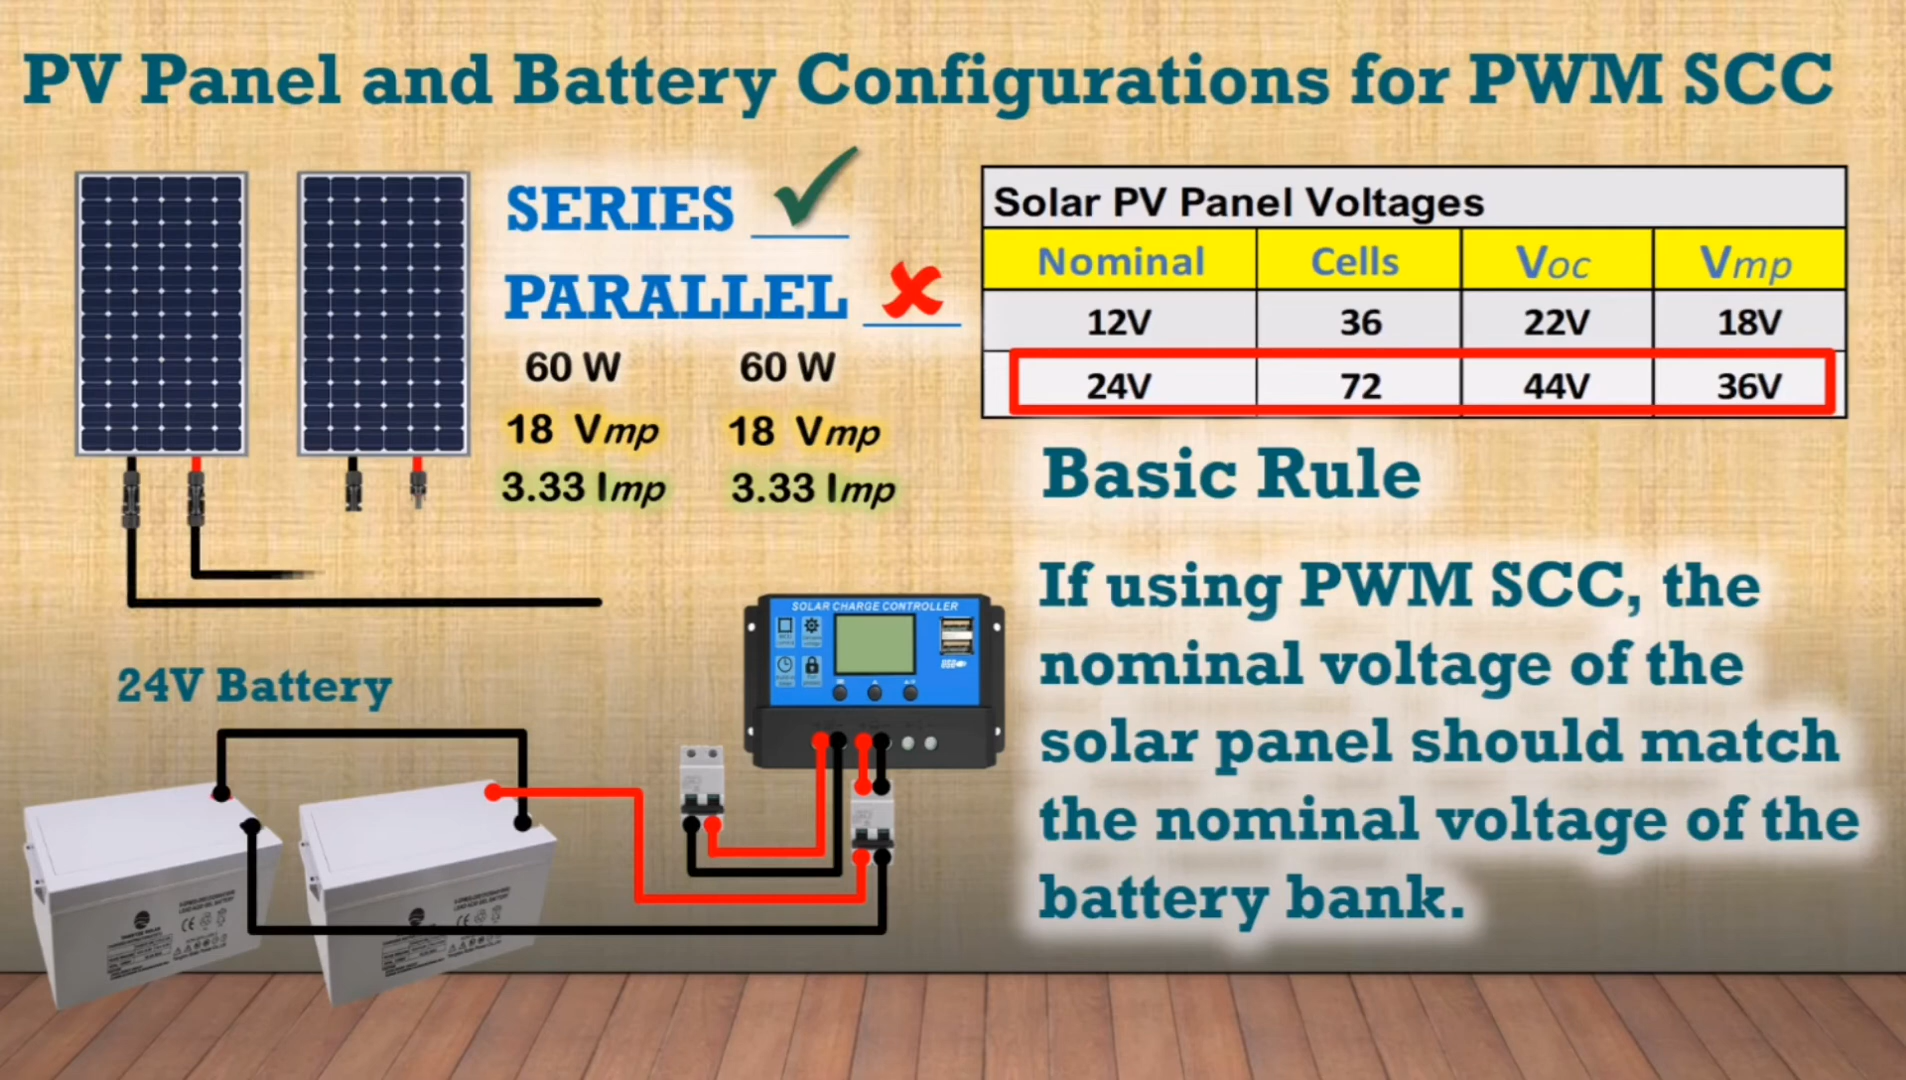 PV Panel and Battery Configurations for PWM SCC
SERIES
PARALLEL
60 W 60 W
18 Vmp 18 Vmp
3.33 Imp 3.33 Imp
Solar PV Panel Voltages
Nominal Cells Voc Vmp
12V 36 22V 18V
24V 72 44V 36V
Basic Rule
If using PWM SCC, the
nominal voltage of the
solar panel should match
the nominal voltage of the
battery bank.
SOLAR CHARGE CONTROLLER
24V Battery